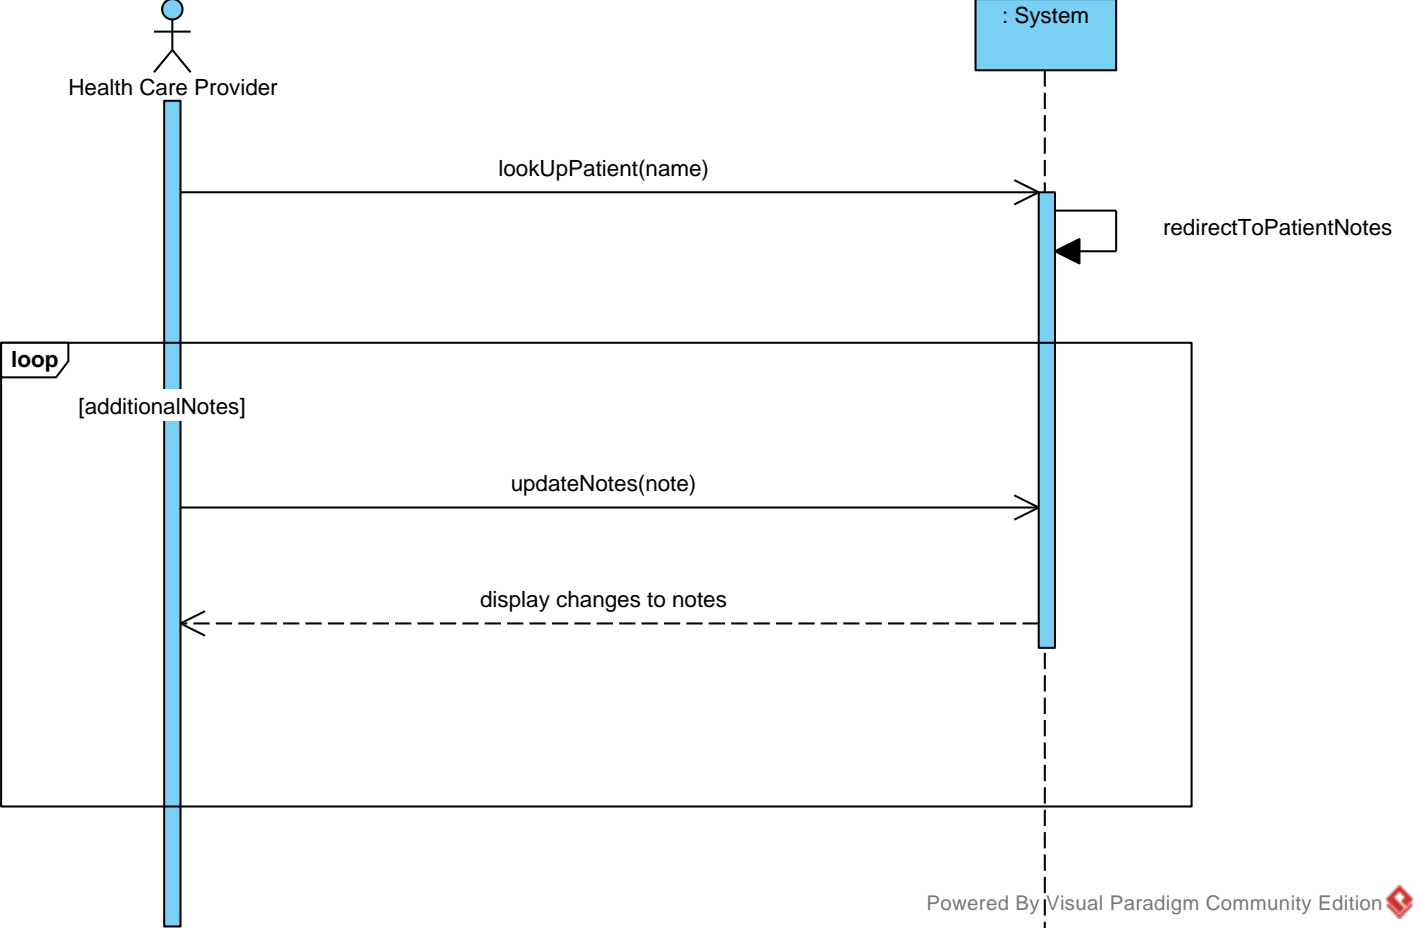 : System
Health Care Provider
lookUpPatient(name)
redirectToPatientNotes
loop
[additionalNotes]
updateNotes(note)
display changes to notes
Powered By Visual Paradigm Community Edition